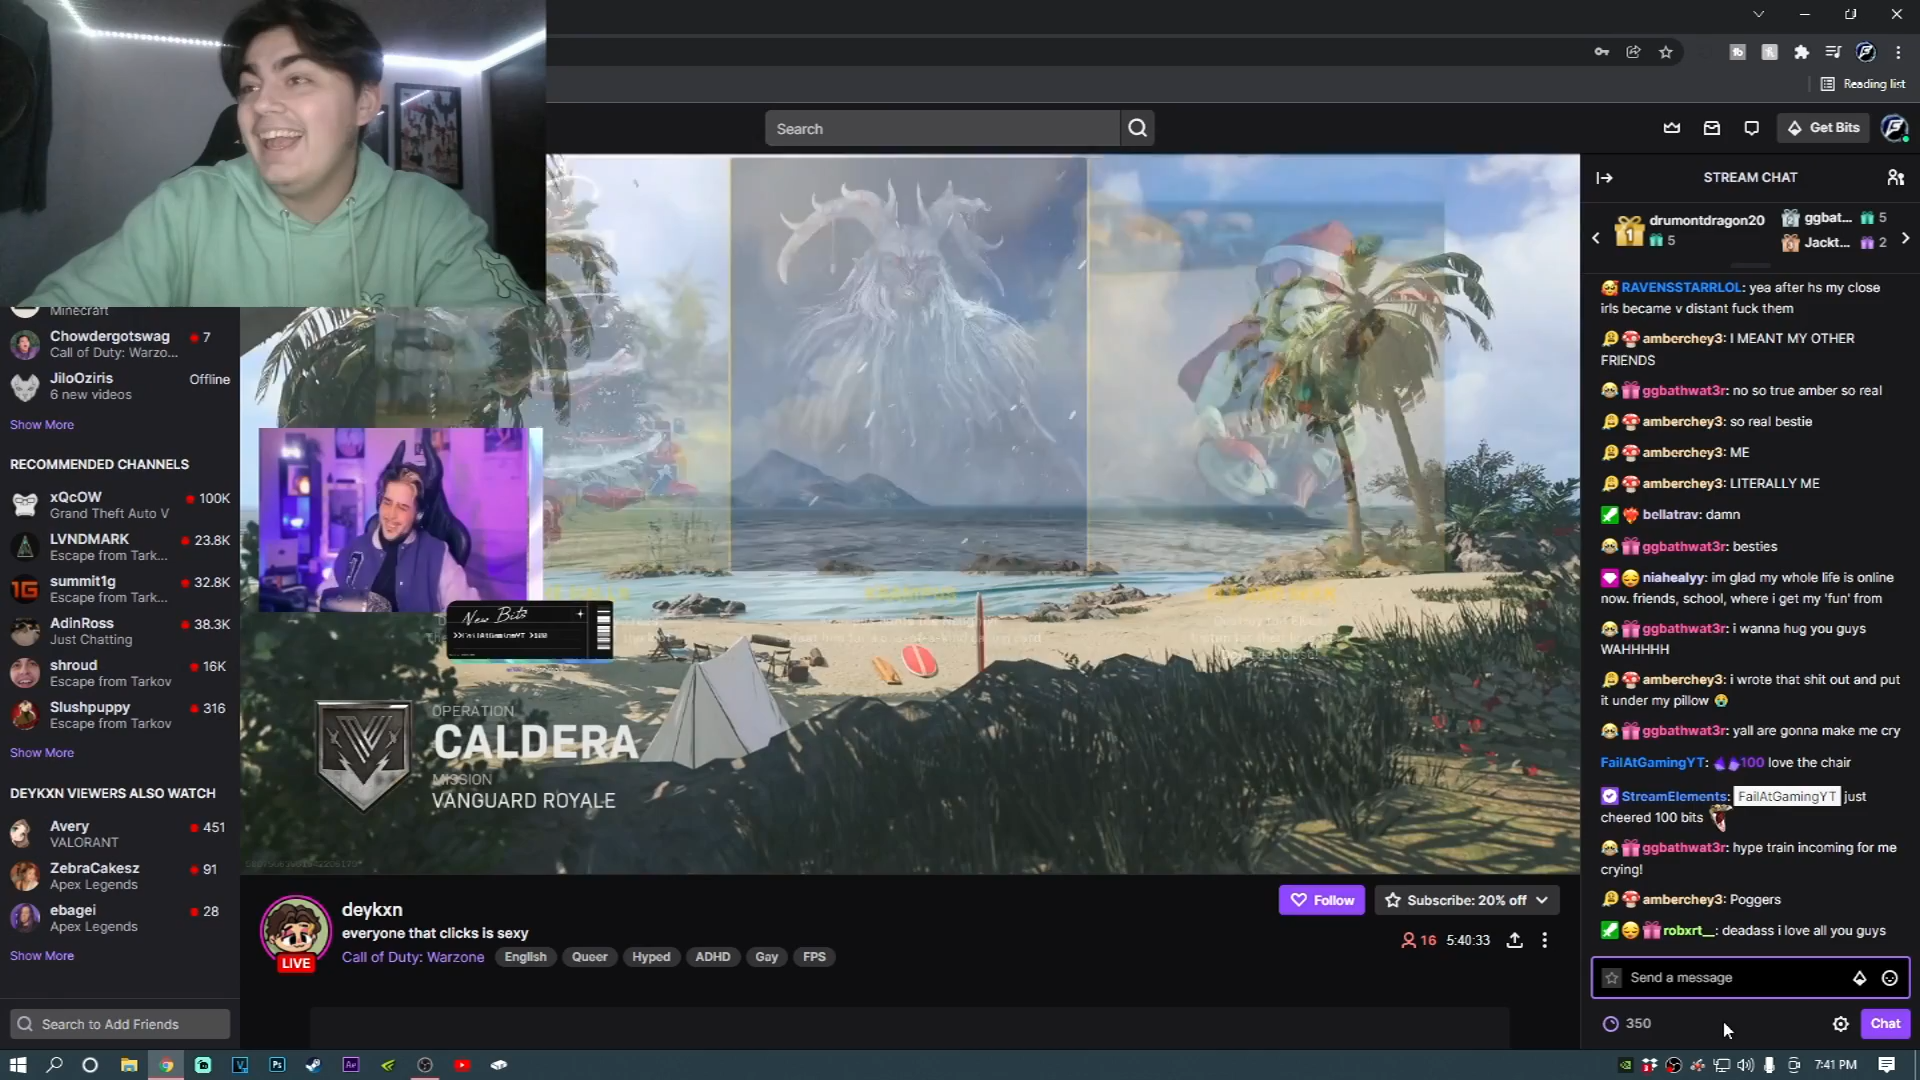 Reading list
Search
Get Bits
STREAM CHAT
1
drumontdragon20
5
ggbat... 5
Jackt... 2
RAVENSSTARRLOL: yea after hs my close
irls became v distant fuck them
amberchey3: I MEANT MY OTHER
FRIENDS
ggbathwat3r: no so true amber so real
amberchey3: so real bestie
amberchey3: ME
amberchey3: LITERALLY ME
bellatrav: damn
ggbathwat3r: besties
niahealyy: im glad my whole life is online
now. friends, school, where i get my 'fun' from
ggbathwat3r: i wanna hug you guys
WAHHHHH
amberchey3: i wrote that shit out and put
it under my pillow
ggbathwat3r: yall are gonna make me cry
FailAtGamingYT: 100 love the chair
StreamElements: FailAtGamingYT just
cheered 100 bits
ggbathwat3r: hype train incoming for me
crying!
amberchey3: Poggers
robxrt__: deadass i love all you guys
Send a message
350
Chat
Minecraft
Chowdergotswag 7
Call of Duty: Warzo...
JiloOziris Offline
6 new videos
Show More
RECOMMENDED CHANNELS
xQcOW 100K
Grand Theft Auto V
LVNDMARK 23.8K
Escape from Tark...
summit1g 32.8K
Escape from Tark...
AdinRoss 38.3K
Just Chatting
shroud 16K
Escape from Tarkov
Slushpuppy 316
Escape from Tarkov
Show More
DEYKXN VIEWERS ALSO WATCH
Avery 451
VALORANT
ZebraCakesz 91
Apex Legends
ebagei 28
Apex Legends
Show More
Search to Add Friends
New Bits
OPERATION
CALDERA
MISSION
VANGUARD ROYALE
LIVE
deykxn
everyone that clicks is sexy
Call of Duty: Warzone English Queer Hyped ADHD Gay FPS
Follow
Subscribe: 20% off
16 5:40:33
7:41 PM